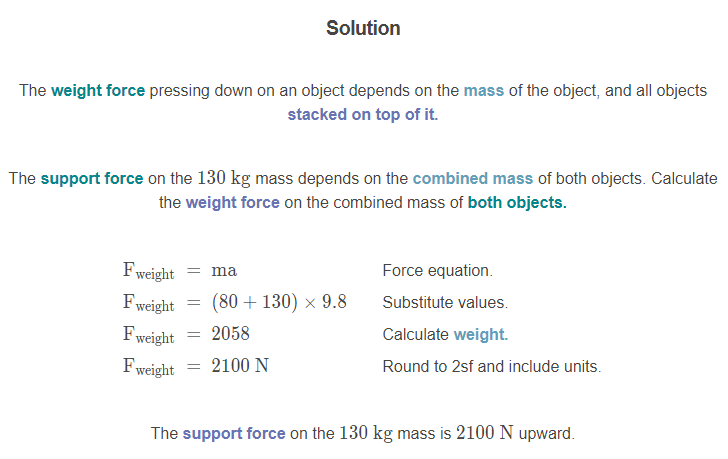 Solution
The weight force pressing down on an object depends on the mass of the object, and all objects
stacked on top of it.
The support force on the 130 kg mass depends on the combined mass of both objects. Calculate
the weight force on the combined mass of both objects.
F weight = ma Force equation.
F weight = (80 + 130) × 9.8 Substitute values.
F weight = 2058 Calculate weight.
F weight = 2100 N Round to 2sf and include units.
The support force on the 130 kg mass is 2100 N upward.